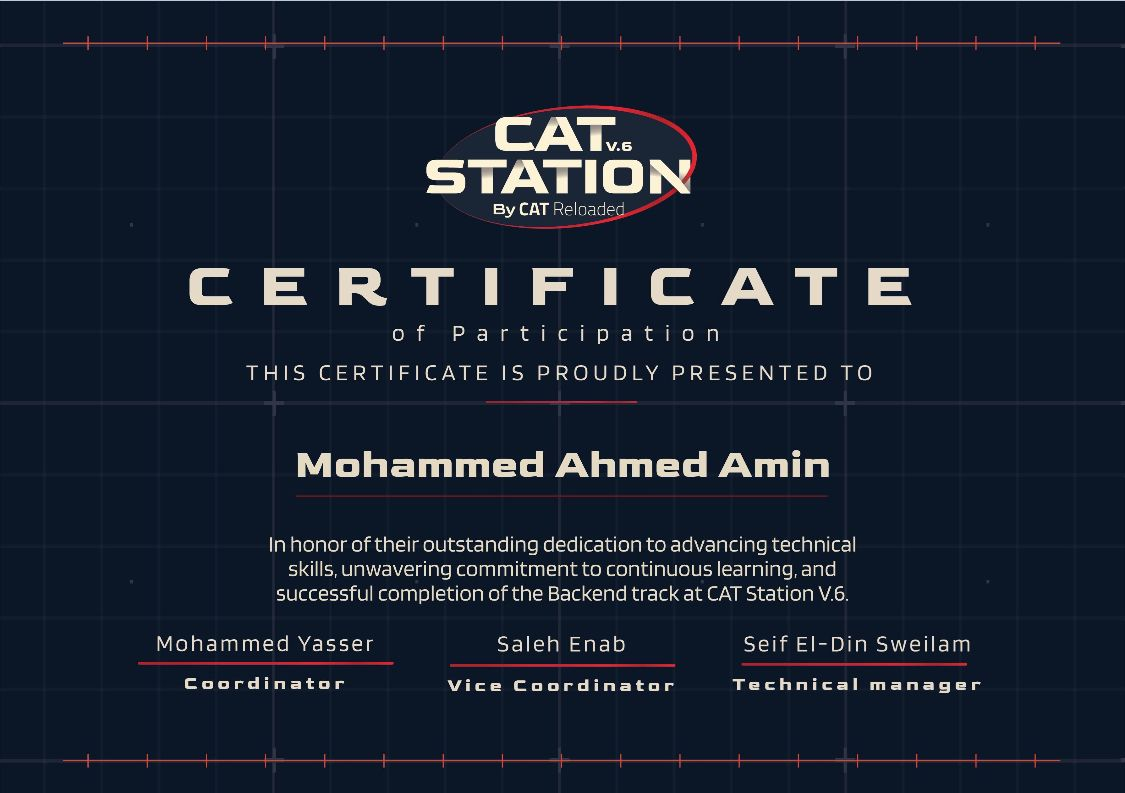 CAT V.6
STATION
By CAT Reloaded
CERTIFICATE
of Participation
THIS CERTIFICATE IS PROUDLY PRESENTED TO
Mohammed Ahmed Amin
In honor of their outstanding dedication to advancing technical
skills, unwavering commitment to continuous learning, and
successful completion of the Backend track at CAT Station V.6.
Mohammed Yasser
Coordinator
Saleh Enab
Vice Coordinator
Seif El-Din Sweilam
Technical manager